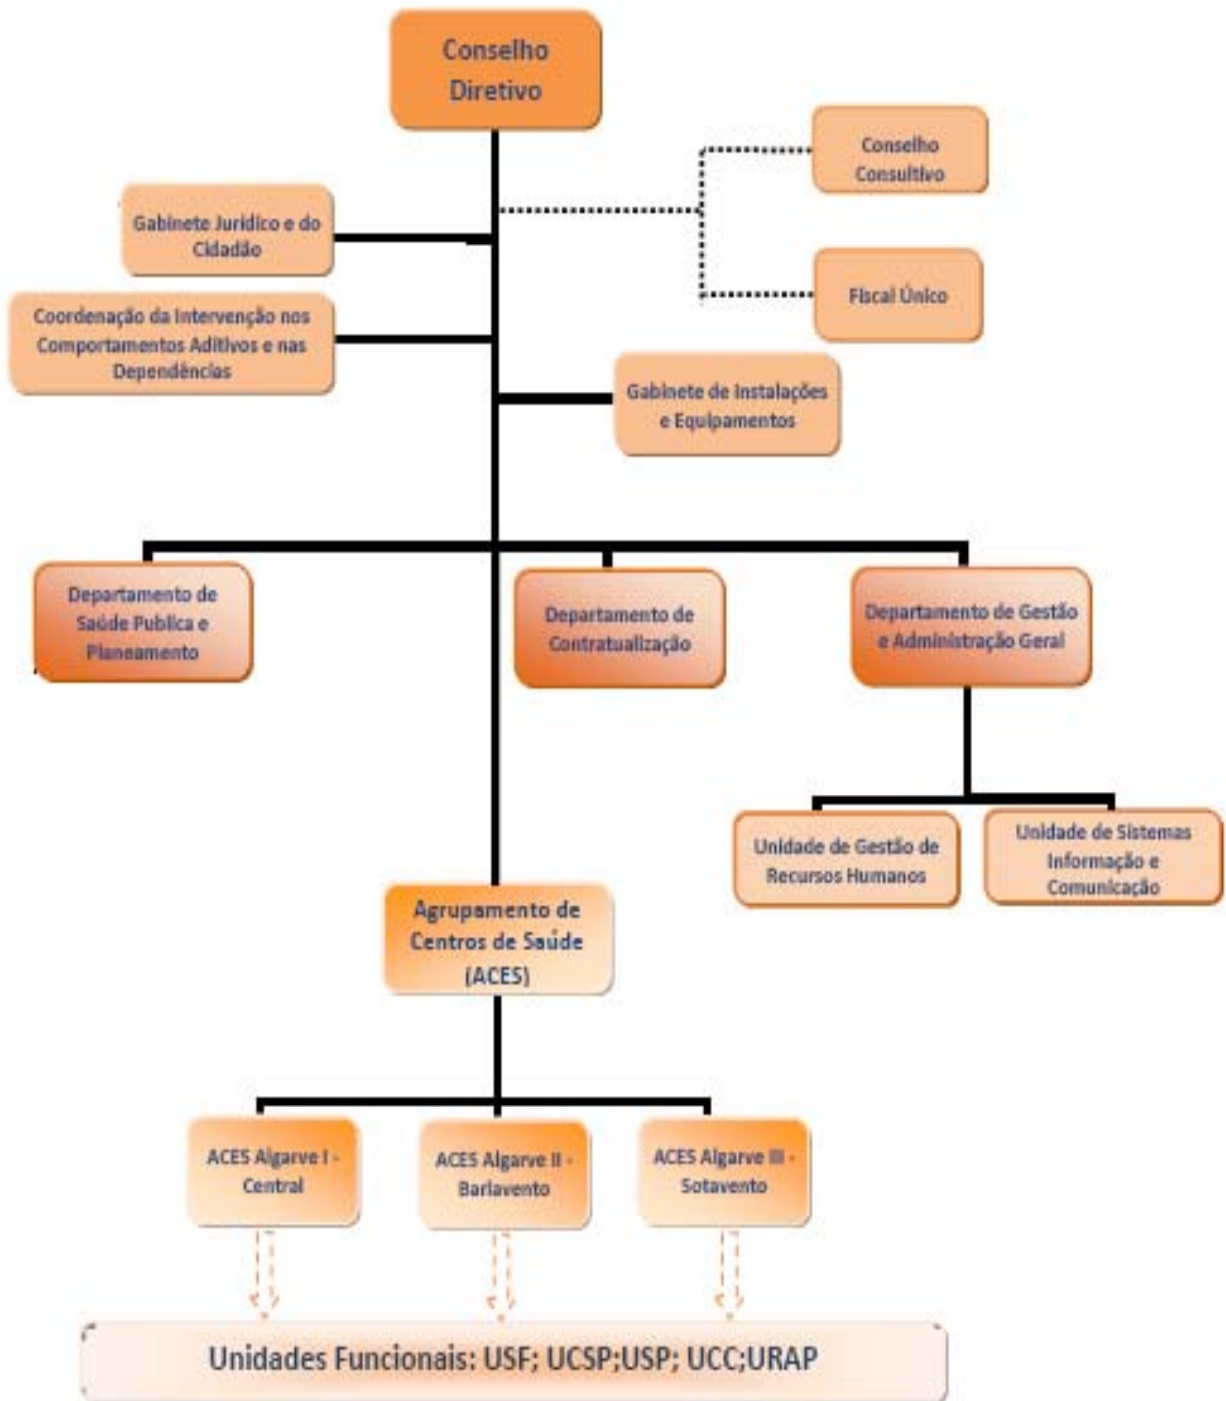 Conselho
Diretivo
Conselho
Consultivo
Gabinete Jurídico e do
Cidadão
Fiscal Único
Coordenação da Intervenção nos
Comportamentos Aditivos e nas
Dependências
Gabinete de Instalações
e Equipamentos
Departamento de
Saúde Publica e
Planeamento
Departamento de
Contratualização
Departamento de Gestão
e Administração Geral
Unidade de Gestão de
Recursos Humanos
Unidade de Sistemas
Informação e
Comunicação
Agrupamento de
Centros de Saúde
(ACES)
ACES Algarve I -
Central
ACES Algarve II -
Barlavento
ACES Algarve III -
Sotavento
Unidades Funcionais: USF; UCSP;USP; UCC;URAP